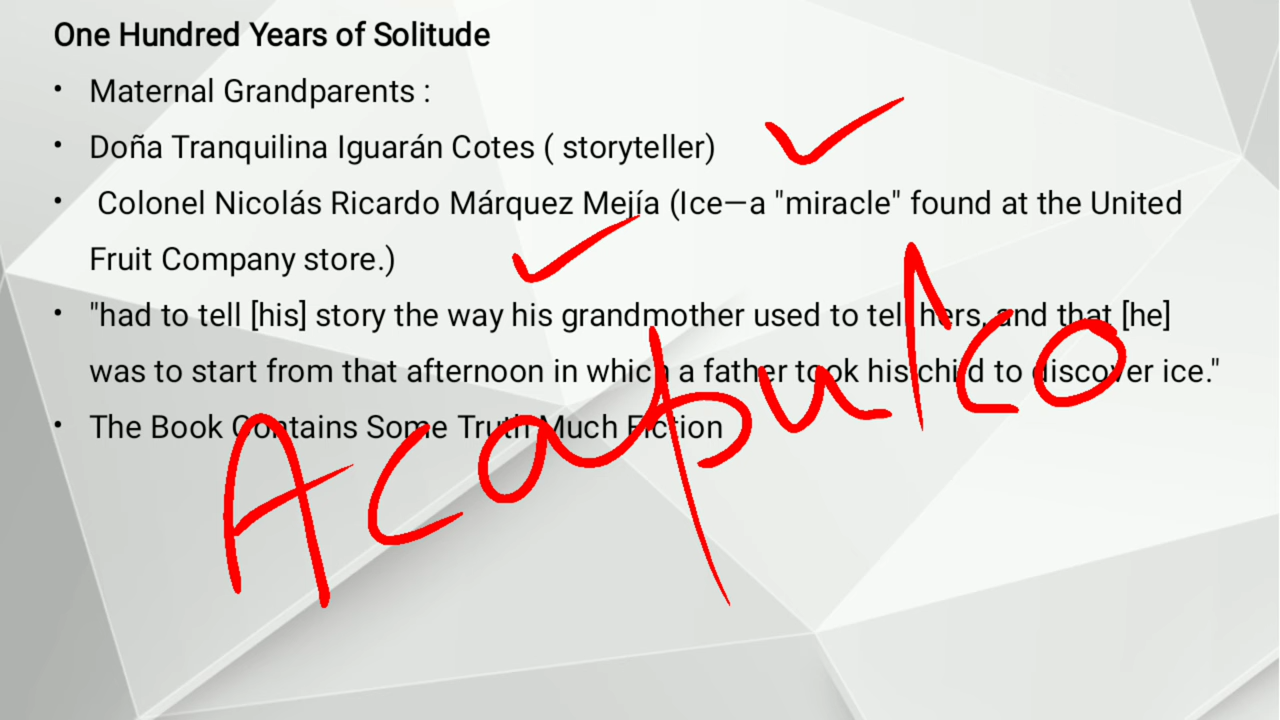 One Hundred Years of Solitude
• Maternal Grandparents :
• Doña Tranquilina Iguarán Cotes ( storyteller)
• Colonel Nicolás Ricardo Márquez Mejía (Ice—a "miracle" found at the United
Fruit Company store.)
• "had to tell [his] story the way his grandmother used to tell hers, and that [he]
was to start from that afternoon in which a father took his child to discover ice."
• The Book Contains Some Truth Much Fiction
Acapulco